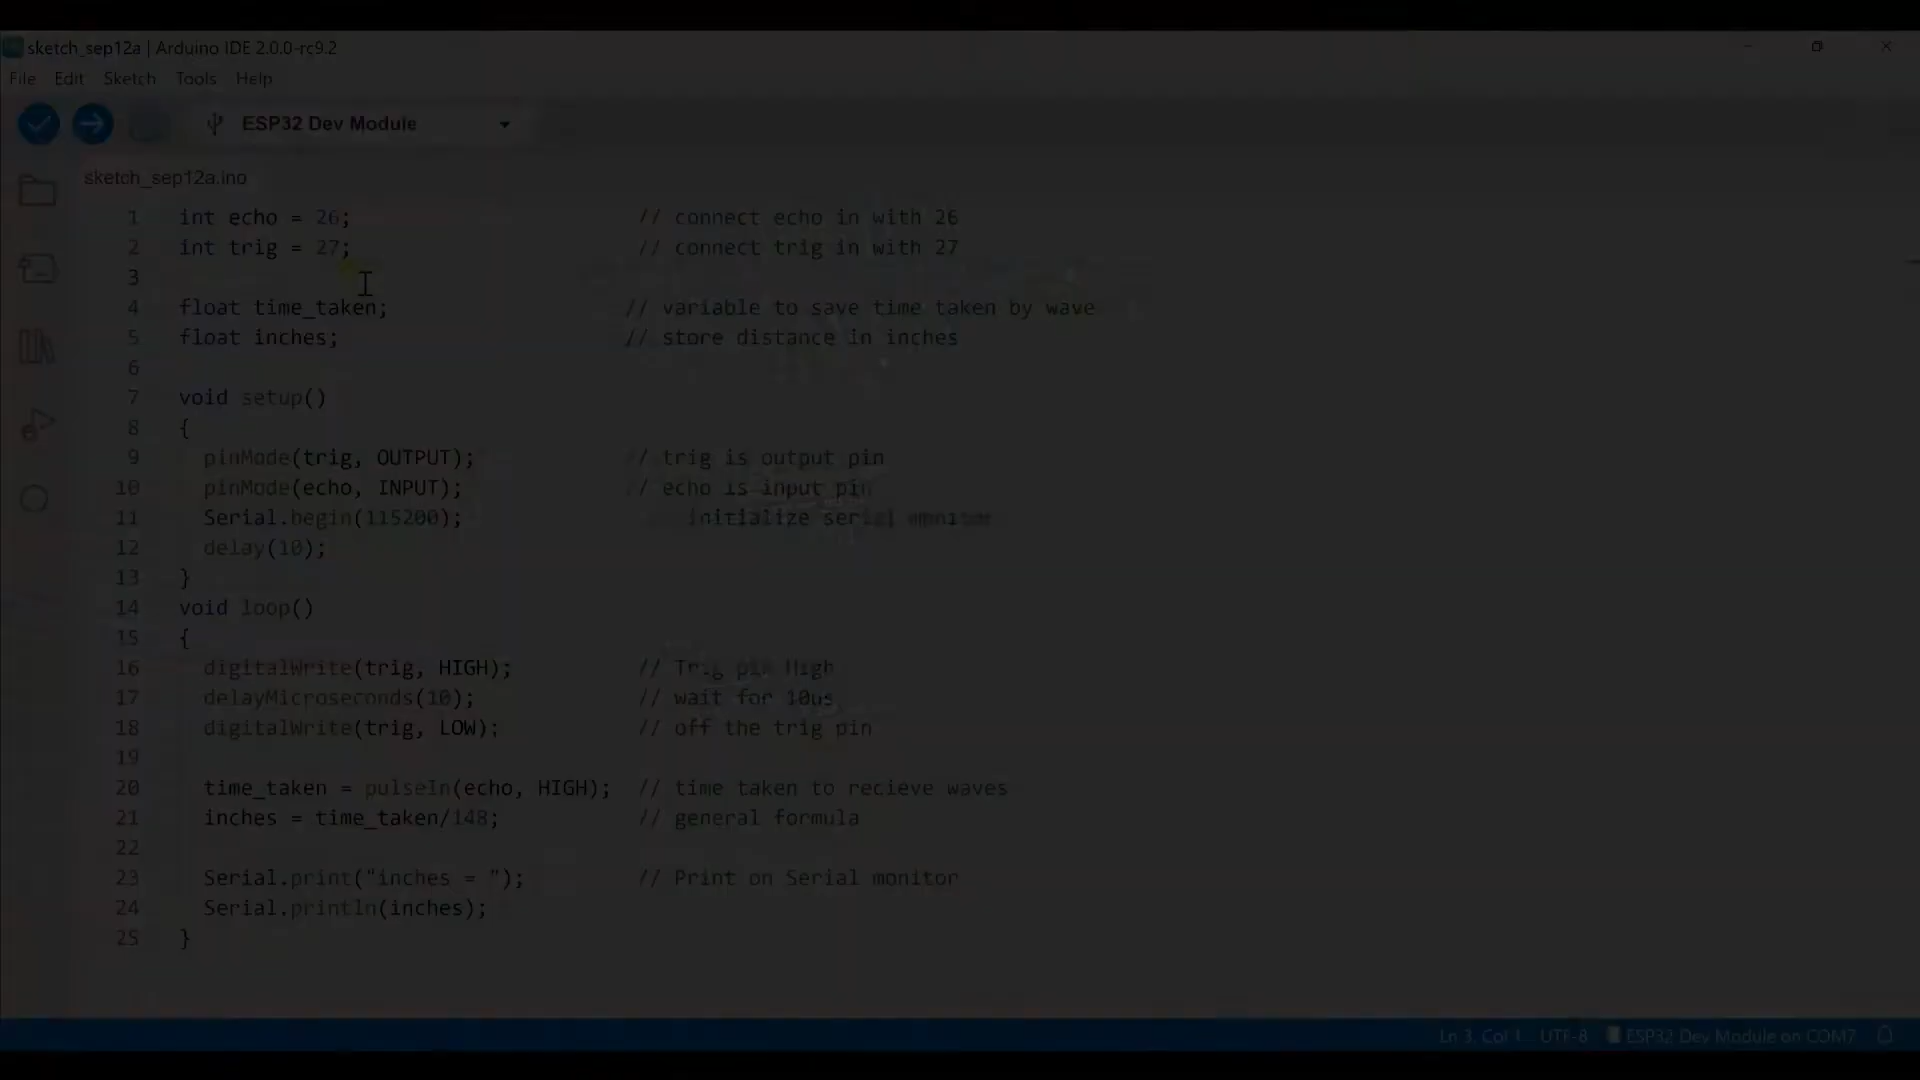 sketch_sep12a | Arduino IDE 2.0.0-rc9.2
File Edit Sketch Tools Help
ESP32 Dev Module
sketch_sep12a.ino
1 int echo = 26; // connect echo in with 26
2 int trig = 27; // connect trig in with 27
3
4 float time_taken; // variable to save time taken by wave
5 float inches; // store distance in inches
6
7 void setup()
8 {
9 pinMode(trig, OUTPUT); // trig is output pin
10 pinMode(echo, INPUT); // echo is input pin
11 Serial.begin(115200); initialize serial monitor
12 delay(10);
13 }
14 void loop()
15 {
16 digitalWrite(trig, HIGH); // Trig pin High
17 delayMicroseconds(10); // wait for 10us
18 digitalWrite(trig, LOW); // off the trig pin
19
20 time_taken = pulseIn(echo, HIGH); // time taken to recieve waves
21 inches = time_taken/148; // general formula
22
23 Serial.print("inches = "); // Print on Serial monitor
24 Serial.println(inches);
25 }
Ln 3, Col 1 UTF-8 ESP32 Dev Module on COM7